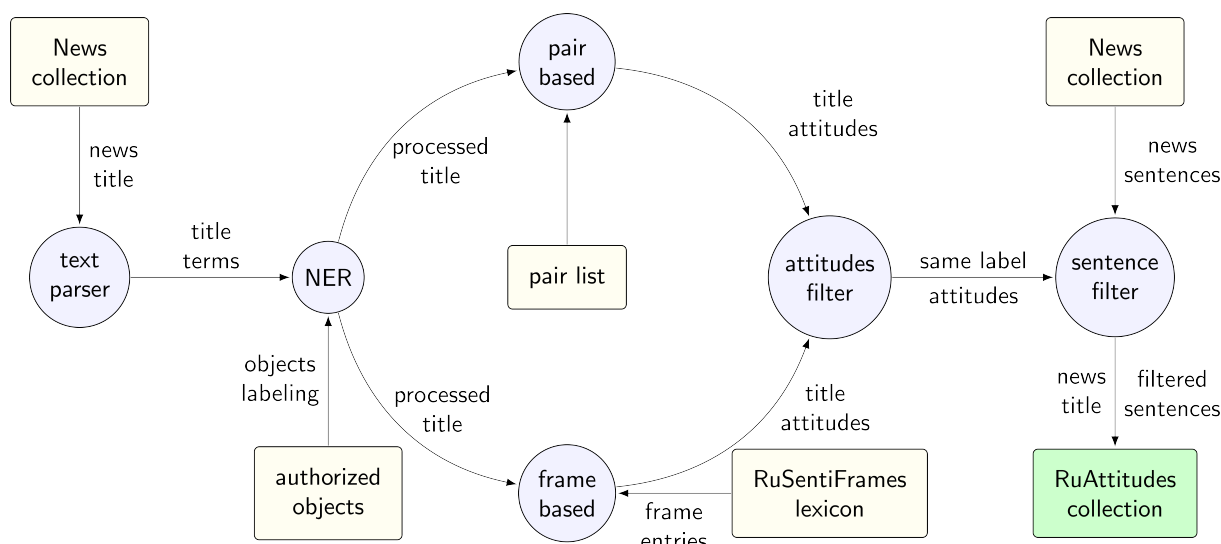 News
collection
news
title
text
parser
title
terms
NER
objects
labeling
authorized
objects
processed
title
processed
title
pair
based
pair list
frame
based
frame
entries
RuSentiFrames
lexicon
title
attitudes
title
attitudes
attitudes
filter
same label
attitudes
News
collection
news
sentences
sentence
filter
news
title
filtered
sentences
RuAttitudes
collection